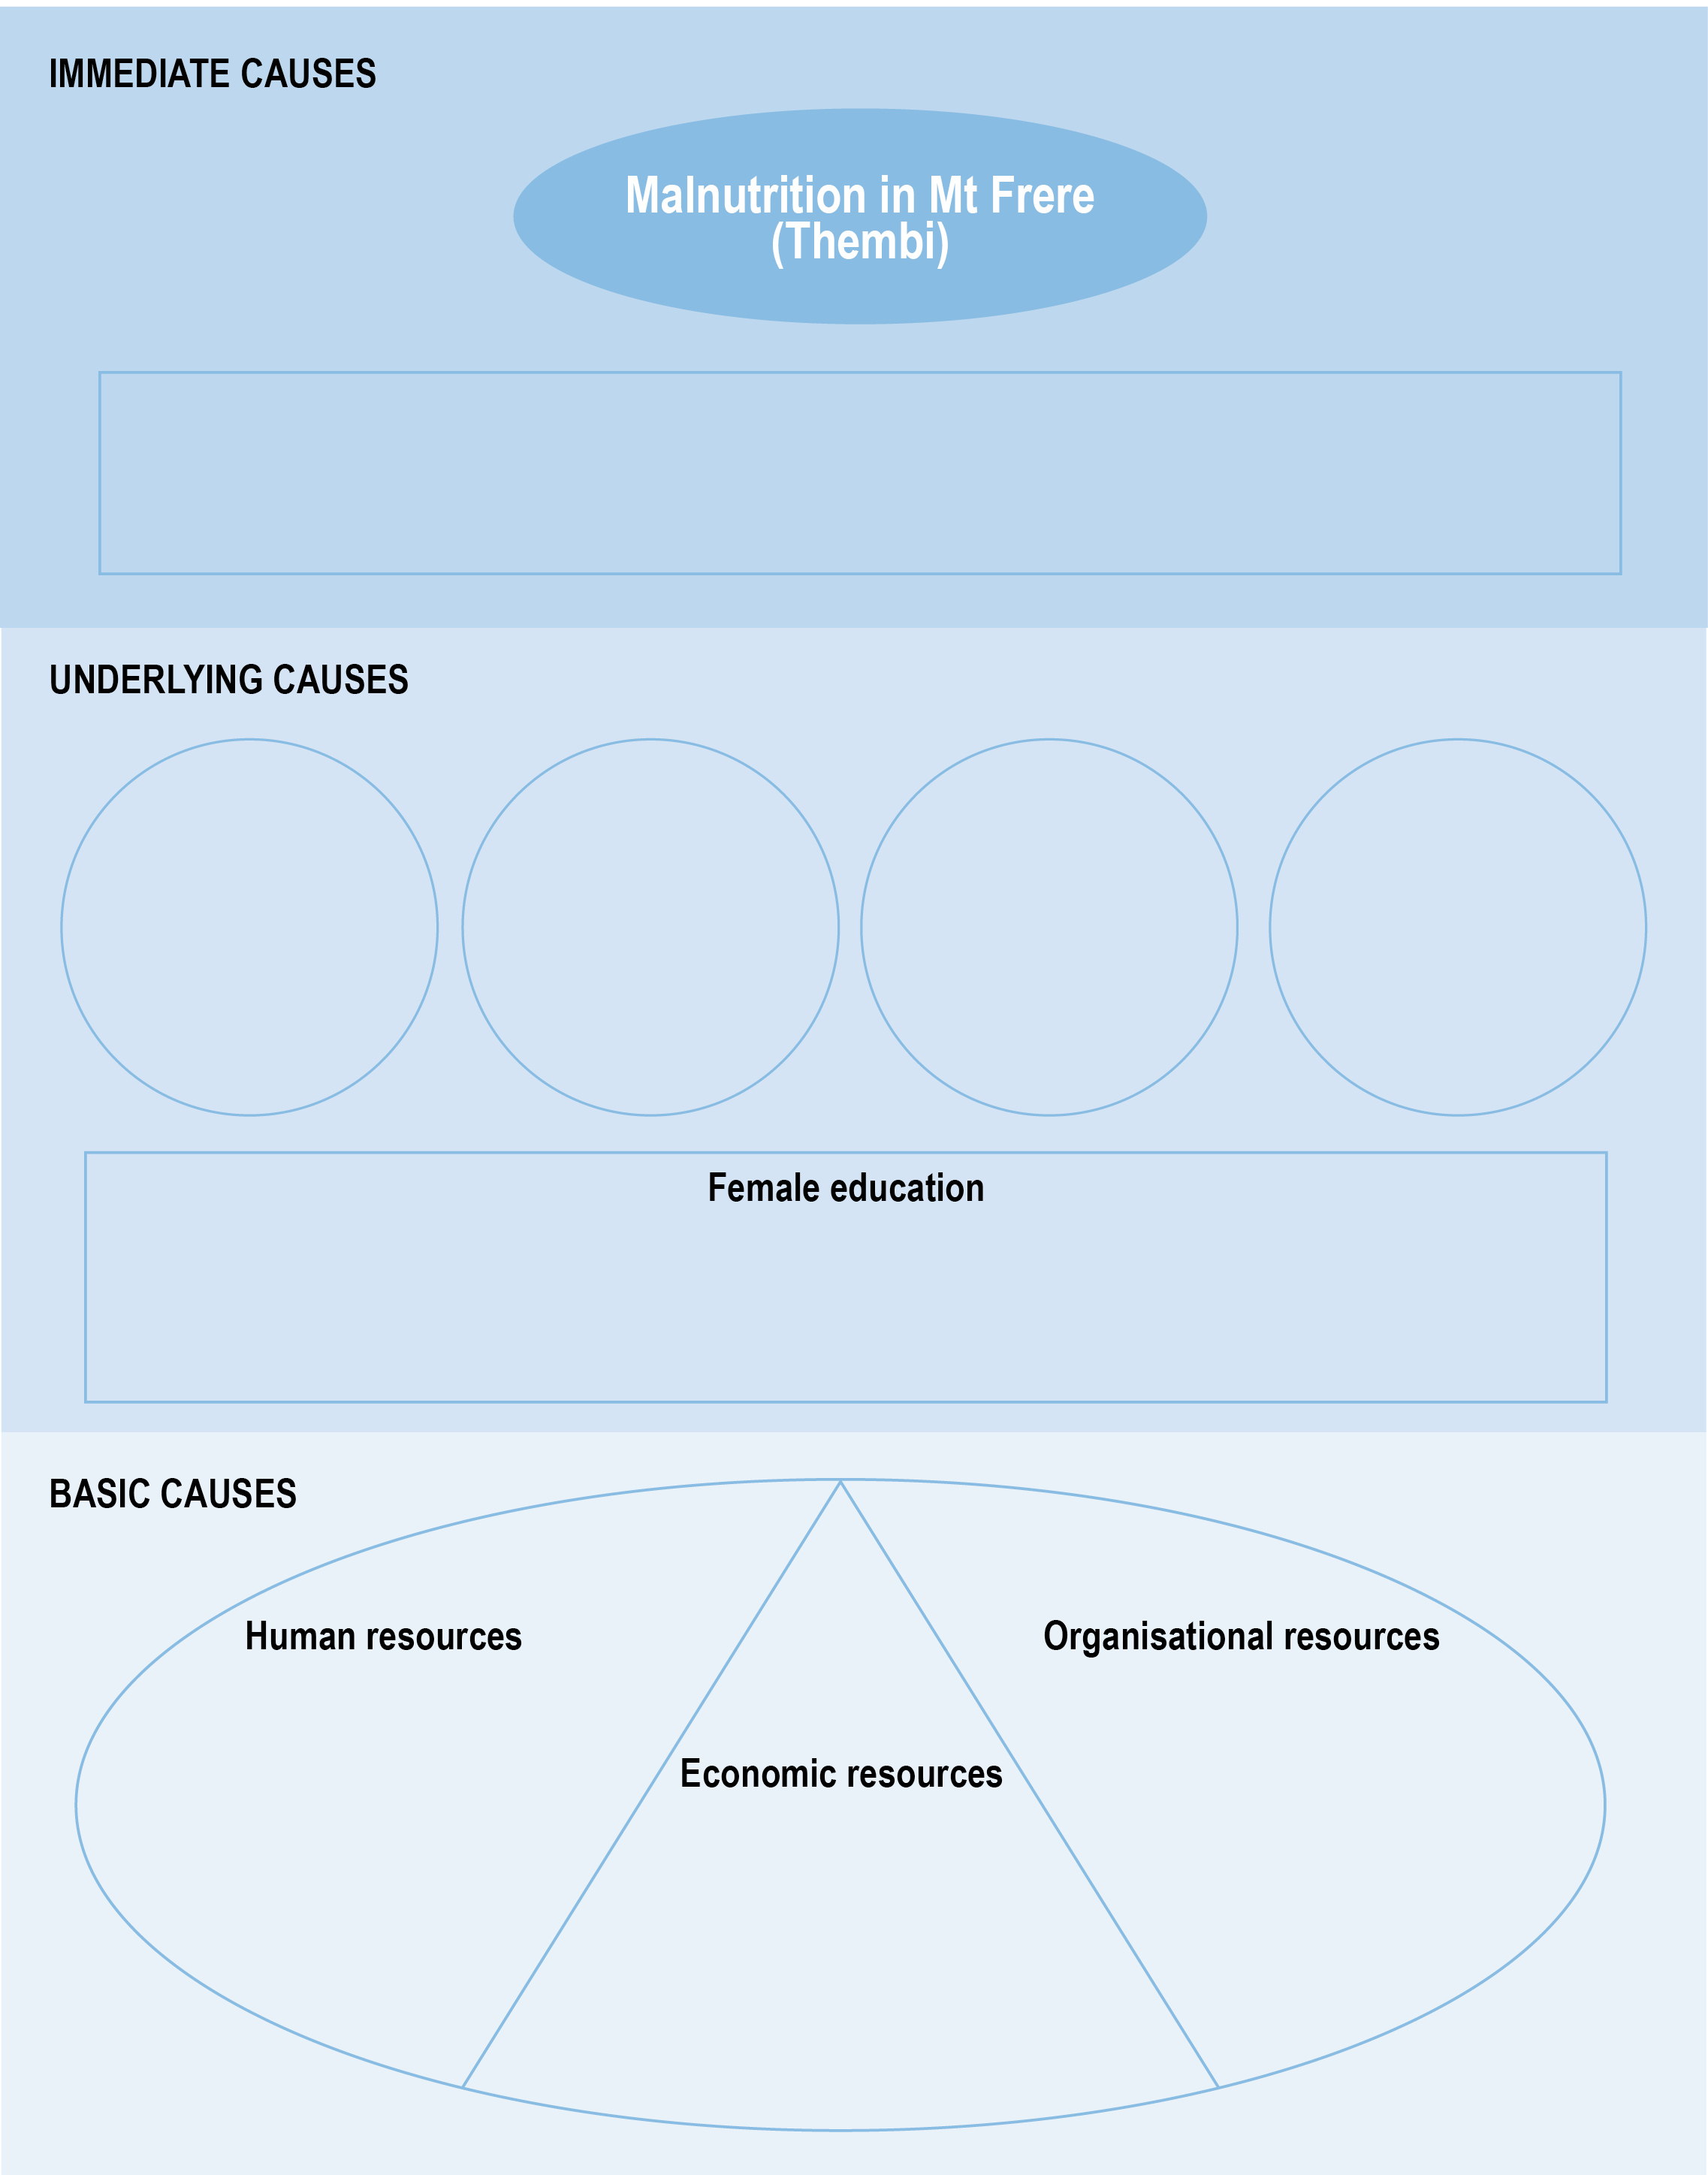 IMMEDIATE CAUSES
Malnutrition in Mt Frere
(Thembi)
UNDERLYING CAUSES
Female education
BASIC CAUSES
Human resources
Organisational resources
Economic resources